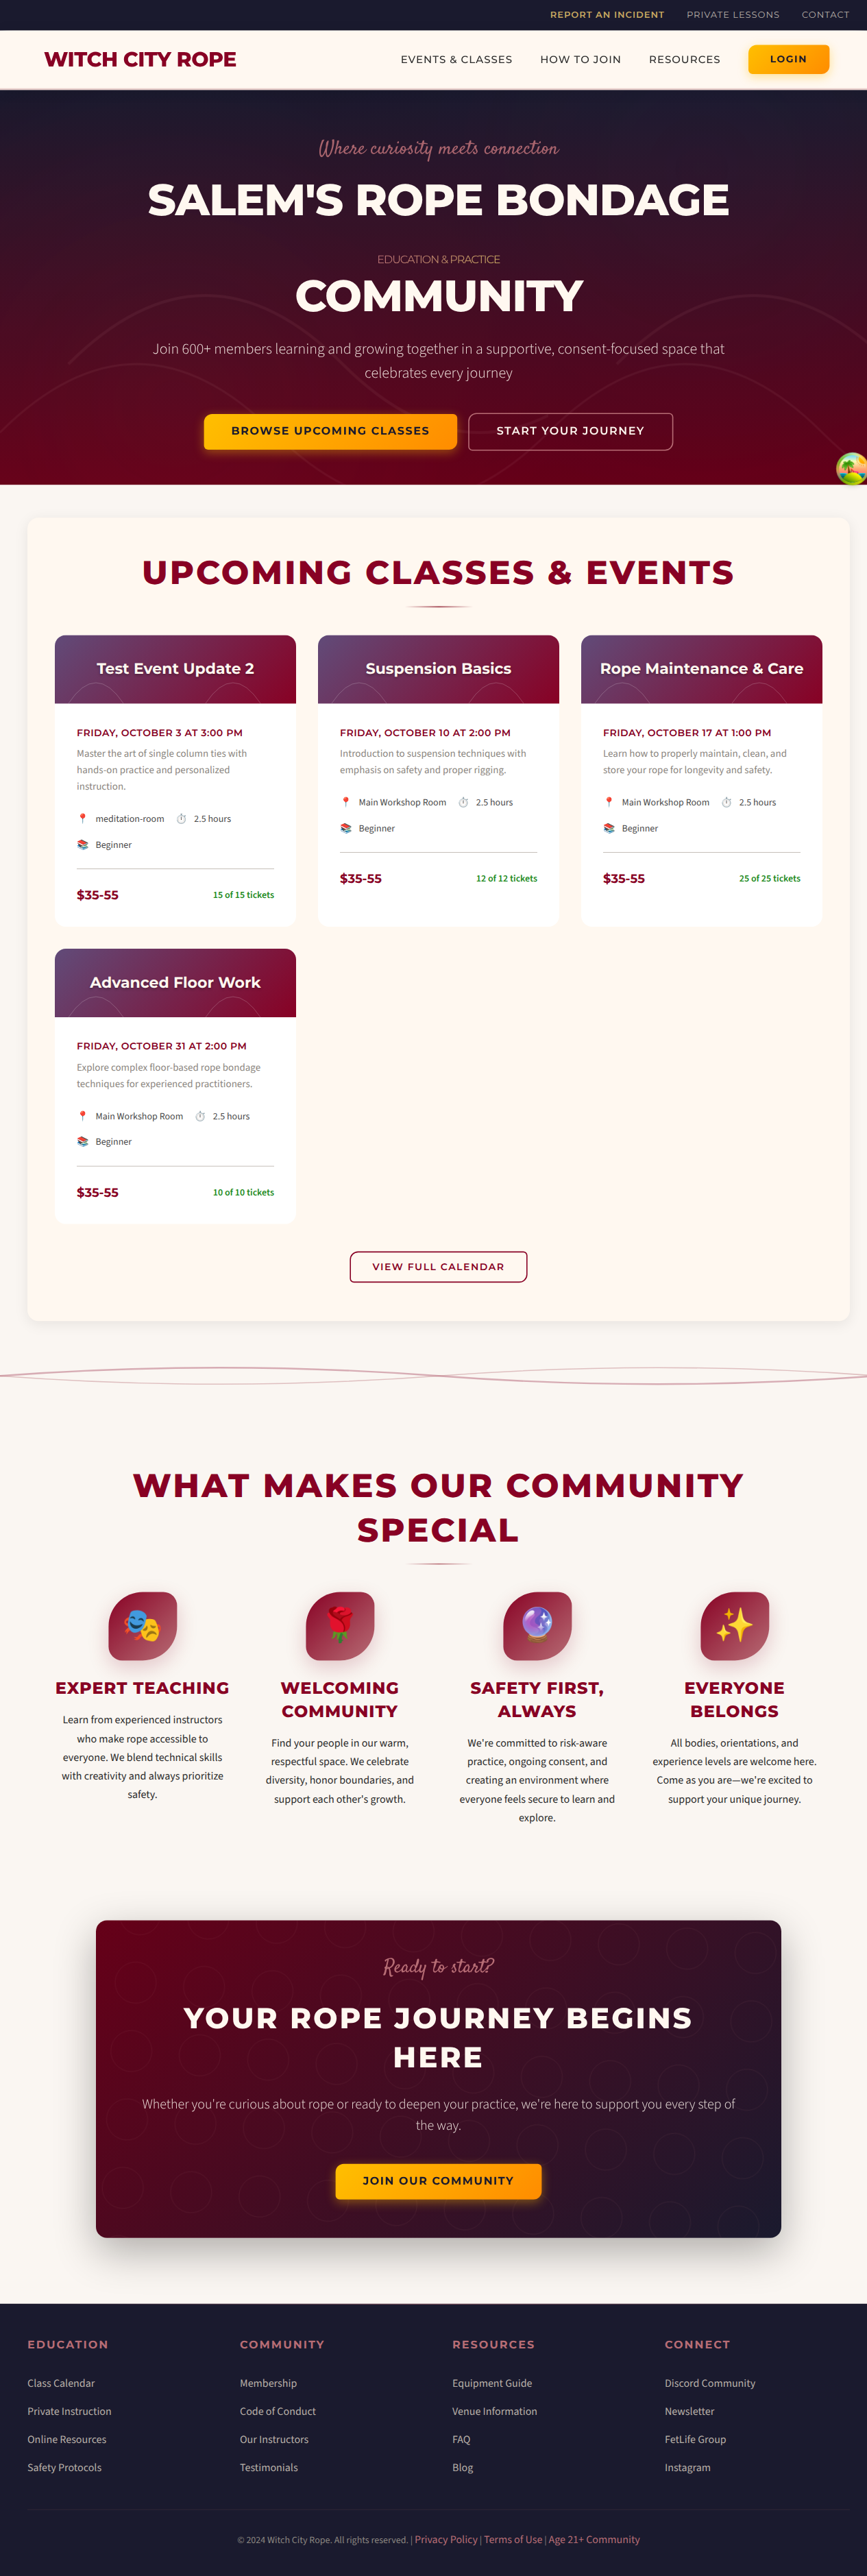 REPORT AN INCIDENT PRIVATE LESSONS CONTACT
WITCH CITY ROPE EVENTS & CLASSES HOW TO JOIN RESOURCES LOGIN
Where curiosity meets connection
SALEM'S ROPE BONDAGE
EDUCATION & PRACTICE
COMMUNITY
Join 600+ members learning and growing together in a supportive, consent-focused space that
celebrates every journey
BROWSE UPCOMING CLASSES START YOUR JOURNEY
UPCOMING CLASSES & EVENTS
Test Event Update 2
FRIDAY, OCTOBER 3 AT 3:00 PM
Master the art of single column ties with
hands-on practice and personalized
instruction.
meditation-room 2.5 hours
Beginner
$35-55 15 of 15 tickets
Suspension Basics
FRIDAY, OCTOBER 10 AT 2:00 PM
Introduction to suspension techniques with
emphasis on safety and proper rigging.
Main Workshop Room 2.5 hours
Beginner
$35-55 12 of 12 tickets
Rope Maintenance & Care
FRIDAY, OCTOBER 17 AT 1:00 PM
Learn how to properly maintain, clean, and
store your rope for longevity and safety.
Main Workshop Room 2.5 hours
Beginner
$35-55 25 of 25 tickets
Advanced Floor Work
FRIDAY, OCTOBER 31 AT 2:00 PM
Explore complex floor-based rope bondage
techniques for experienced practitioners.
Main Workshop Room 2.5 hours
Beginner
$35-55 10 of 10 tickets
VIEW FULL CALENDAR
WHAT MAKES OUR COMMUNITY
SPECIAL
EXPERT TEACHING
Learn from experienced instructors
who make rope accessible to
everyone. We blend technical skills
with creativity and always prioritize
safety.
WELCOMING
COMMUNITY
Find your people in our warm,
respectful space. We celebrate
diversity, honor boundaries, and
support each other's growth.
SAFETY FIRST,
ALWAYS
We're committed to risk-aware
practice, ongoing consent, and
creating an environment where
everyone feels secure to learn and
explore.
EVERYONE
BELONGS
All bodies, orientations, and
experience levels are welcome here.
Come as you are—we're excited to
support your unique journey.
Ready to start?
YOUR ROPE JOURNEY BEGINS
HERE
Whether you're curious about rope or ready to deepen your practice, we're here to support you every step of
the way.
JOIN OUR COMMUNITY
EDUCATION
Class Calendar
Private Instruction
Online Resources
Safety Protocols
COMMUNITY
Membership
Code of Conduct
Our Instructors
Testimonials
RESOURCES
Equipment Guide
Venue Information
FAQ
Blog
CONNECT
Discord Community
Newsletter
FetLife Group
Instagram
© 2024 Witch City Rope. All rights reserved. | Privacy Policy | Terms of Use | Age 21+ Community